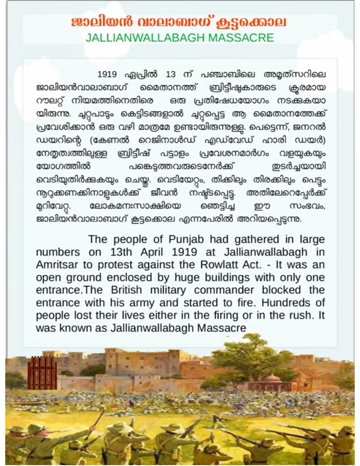 ജാലിയൻ വാലാബാഗ് കൂട്ടക്കൊല
JALLIANWALLABAGH MASSACRE
1919 ഏപ്രിൽ 13 ന് പഞ്ചാബിലെ അമൃത്സറിലെ
ജാലിയൻവാലാബാഗ് മൈതാനത്ത് ബ്രിട്ടീഷുകാരുടെ ക്രൂരമായ
റൗലറ്റ് നിയമത്തിനെതിരെ ഒരു പ്രതിഷേധയോഗം നടക്കുകയാ
യിരുന്നു. ചുറ്റുപാടും കെട്ടിടങ്ങളാൽ ചുറ്റപ്പെട്ട ആ മൈതാനത്തേക്ക്
പ്രവേശിക്കാൻ ഒരു വഴി മാത്രമേ ഉണ്ടായിരുന്നുള്ളൂ. പെട്ടെന്ന്, ജനറൽ
ഡയറിന്റെ (കേണൽ റെജിനാൾഡ് എഡ്വേഡ് ഹാരി ഡയർ)
നേതൃത്വത്തിലുള്ള ബ്രിട്ടീഷ് പട്ടാളം പ്രവേശനമാർഗം വളയുകയും
യോഗത്തിൽ പങ്കെടുത്തവരുടെനേർക്ക് തുടർച്ചയായി
വെടിയുതിർക്കുകയും ചെയ്തു. വെടിയേറ്റും, തിക്കിലും തിരക്കിലും പെട്ടും
നൂറുക്കണക്കിനാളുകൾക്ക് ജീവൻ നഷ്ടപ്പെട്ടു. അതിലേറെപ്പേർക്ക്
മുറിവേറ്റു. ലോകമനഃസാക്ഷിയെ ഞെട്ടിച്ച ഈ സംഭവം,
ജാലിയൻവാലാബാഗ് കൂട്ടക്കൊല എന്നപേരിൽ അറിയപ്പെടുന്നു.
The people of Punjab had gathered in large
numbers on 13th April 1919 at Jallianwallabagh in
Amritsar to protest against the Rowlatt Act. - It was an
open ground enclosed by huge buildings with only one
entrance.The British military commander blocked the
entrance with his army and started to fire. Hundreds of
people lost their lives either in the firing or in the rush. It
was known as Jallianwallabagh Massacre